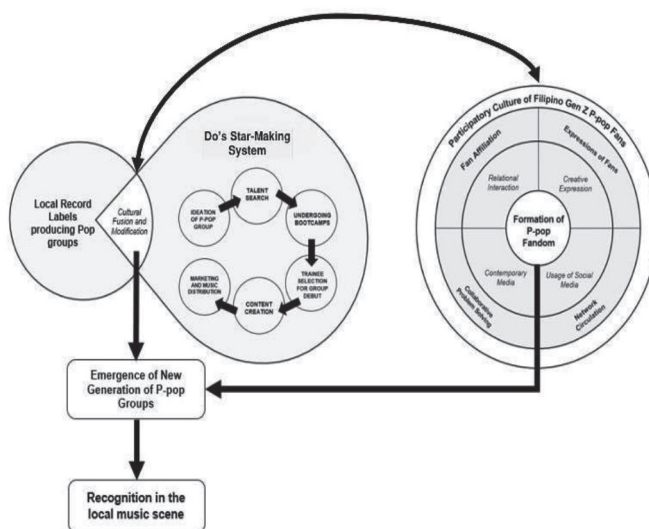 Do's Star-Making
System
Local Record
Labels
producing Pop
groups
Cultural
Fusion and
Modification
IDEATION
OF P-POP
GROUP
TALENT
SEARCH
UNDERGOING
BOOTCAMPS
TRAINEE
SELECTION
FOR GROUP
DEBUT
CONTENT
CREATION
MARKETING
AND MUSIC
DISTRIBUTION
Participatory Culture of Filipino Gen Z P-pop Fans
Fan Affiliation
Expressions of Fans
Relational
Interaction
Creative
Expression
Formation of
P-pop
Fandom
Contemporary
Media
Usage of Social
Media
Collaborative
Problem Solving
Network
Circulation
Emergence of New
Generation of P-pop
Groups
Recognition in the
local music scene